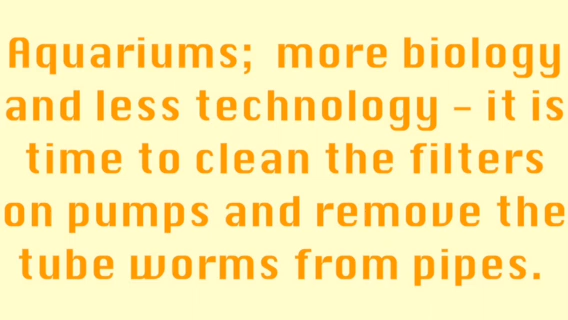 Aquariums; more biology
and less technology - it is
time to clean the filters
on pumps and remove the
tube worms from pipes.